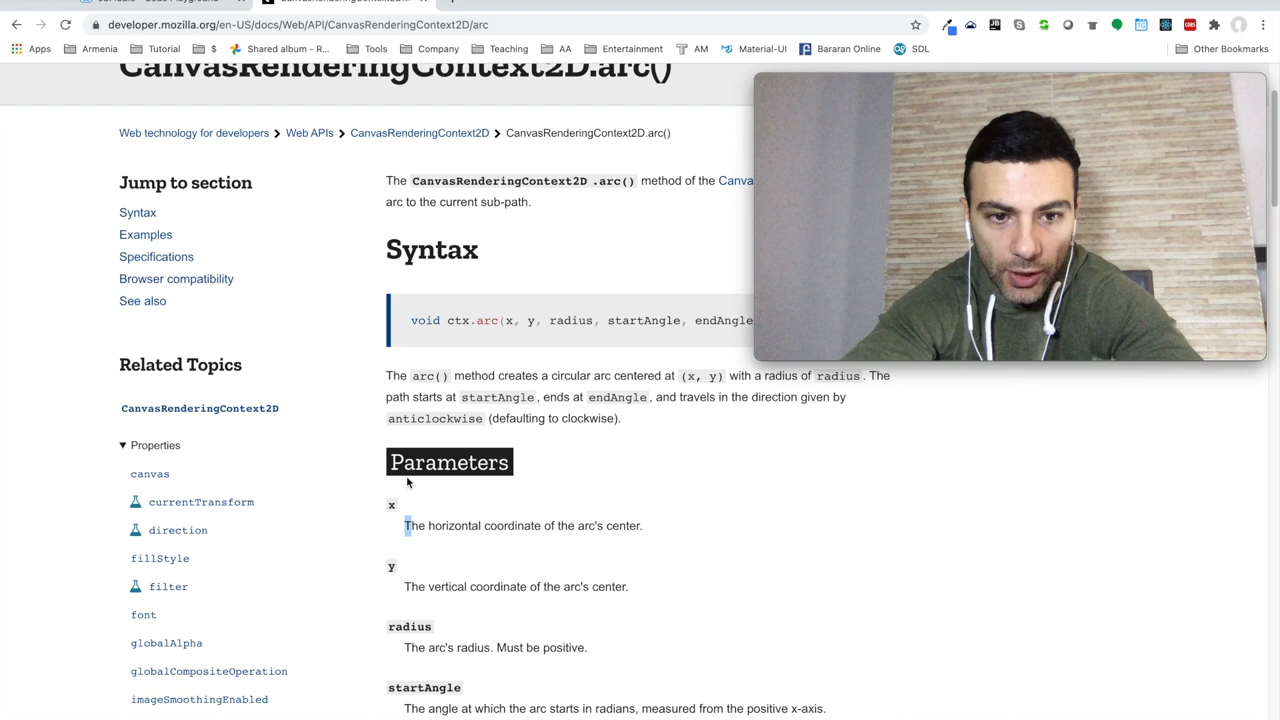 developer.mozilla.org/en-US/docs/Web/API/CanvasRenderingContext2D/arc
Apps Armenia Tutorial $ Shared album - R... Tools Company Teaching AA Entertainment AM Material-UI Bararan Online SDL Other Bookmarks
CanvasRenderingContext2D.arc()
Web technology for developers Web APIs CanvasRenderingContext2D CanvasRenderingContext2D.arc()
Jump to section
Syntax
Examples
Specifications
Browser compatibility
See also
Related Topics
CanvasRenderingContext2D
Properties
canvas
currentTransform
direction
fillStyle
filter
font
globalAlpha
globalCompositeOperation
imageSmoothingEnabled
The CanvasRenderingContext2D .arc() method of the Canva
arc to the current sub-path.
Syntax
void ctx.arc(x, y, radius, startAngle, endAngle
The arc() method creates a circular arc centered at (x, y) with a radius of radius. The
path starts at startAngle, ends at endAngle, and travels in the direction given by
anticlockwise (defaulting to clockwise).
Parameters
x
The horizontal coordinate of the arc's center.
y
The vertical coordinate of the arc's center.
radius
The arc's radius. Must be positive.
startAngle
The angle at which the arc starts in radians, measured from the positive x-axis.